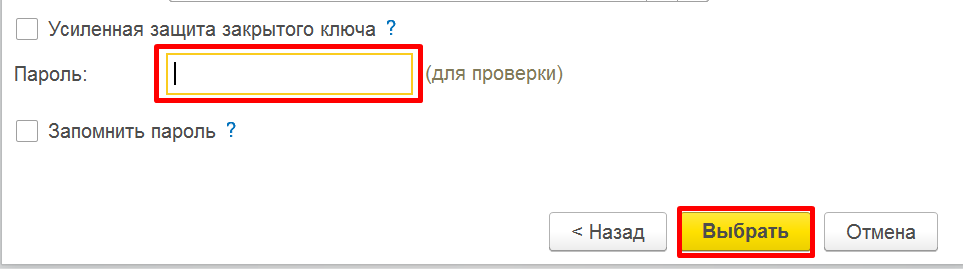 Усиленная защита закрытого ключа ?
Пароль: (для проверки)
Запомнить пароль ?
< Назад Выбрать Отмена